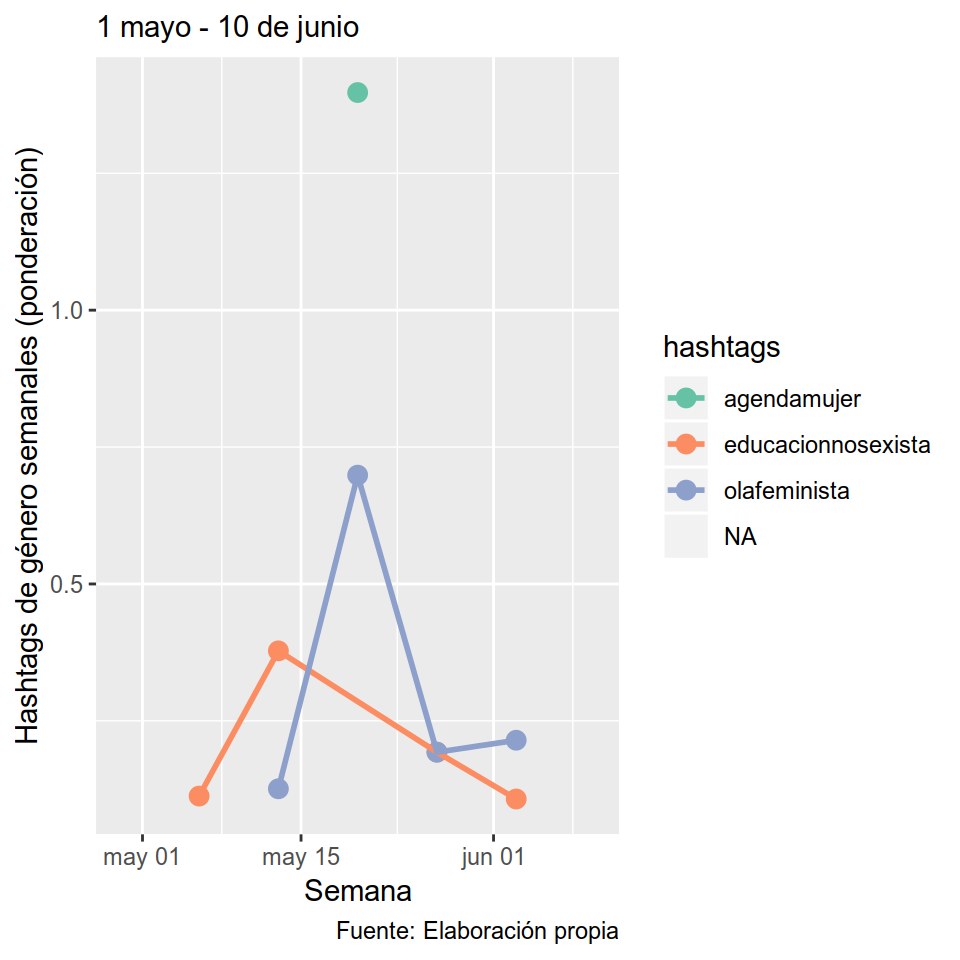 1 mayo - 10 de junio
Hashtags de género semanales (ponderación)
1.0
0.5
may 01
may 15
jun 01
Semana
Fuente: Elaboración propia
hashtags
agendamujer
educacionnosexista
olafeminista
NA